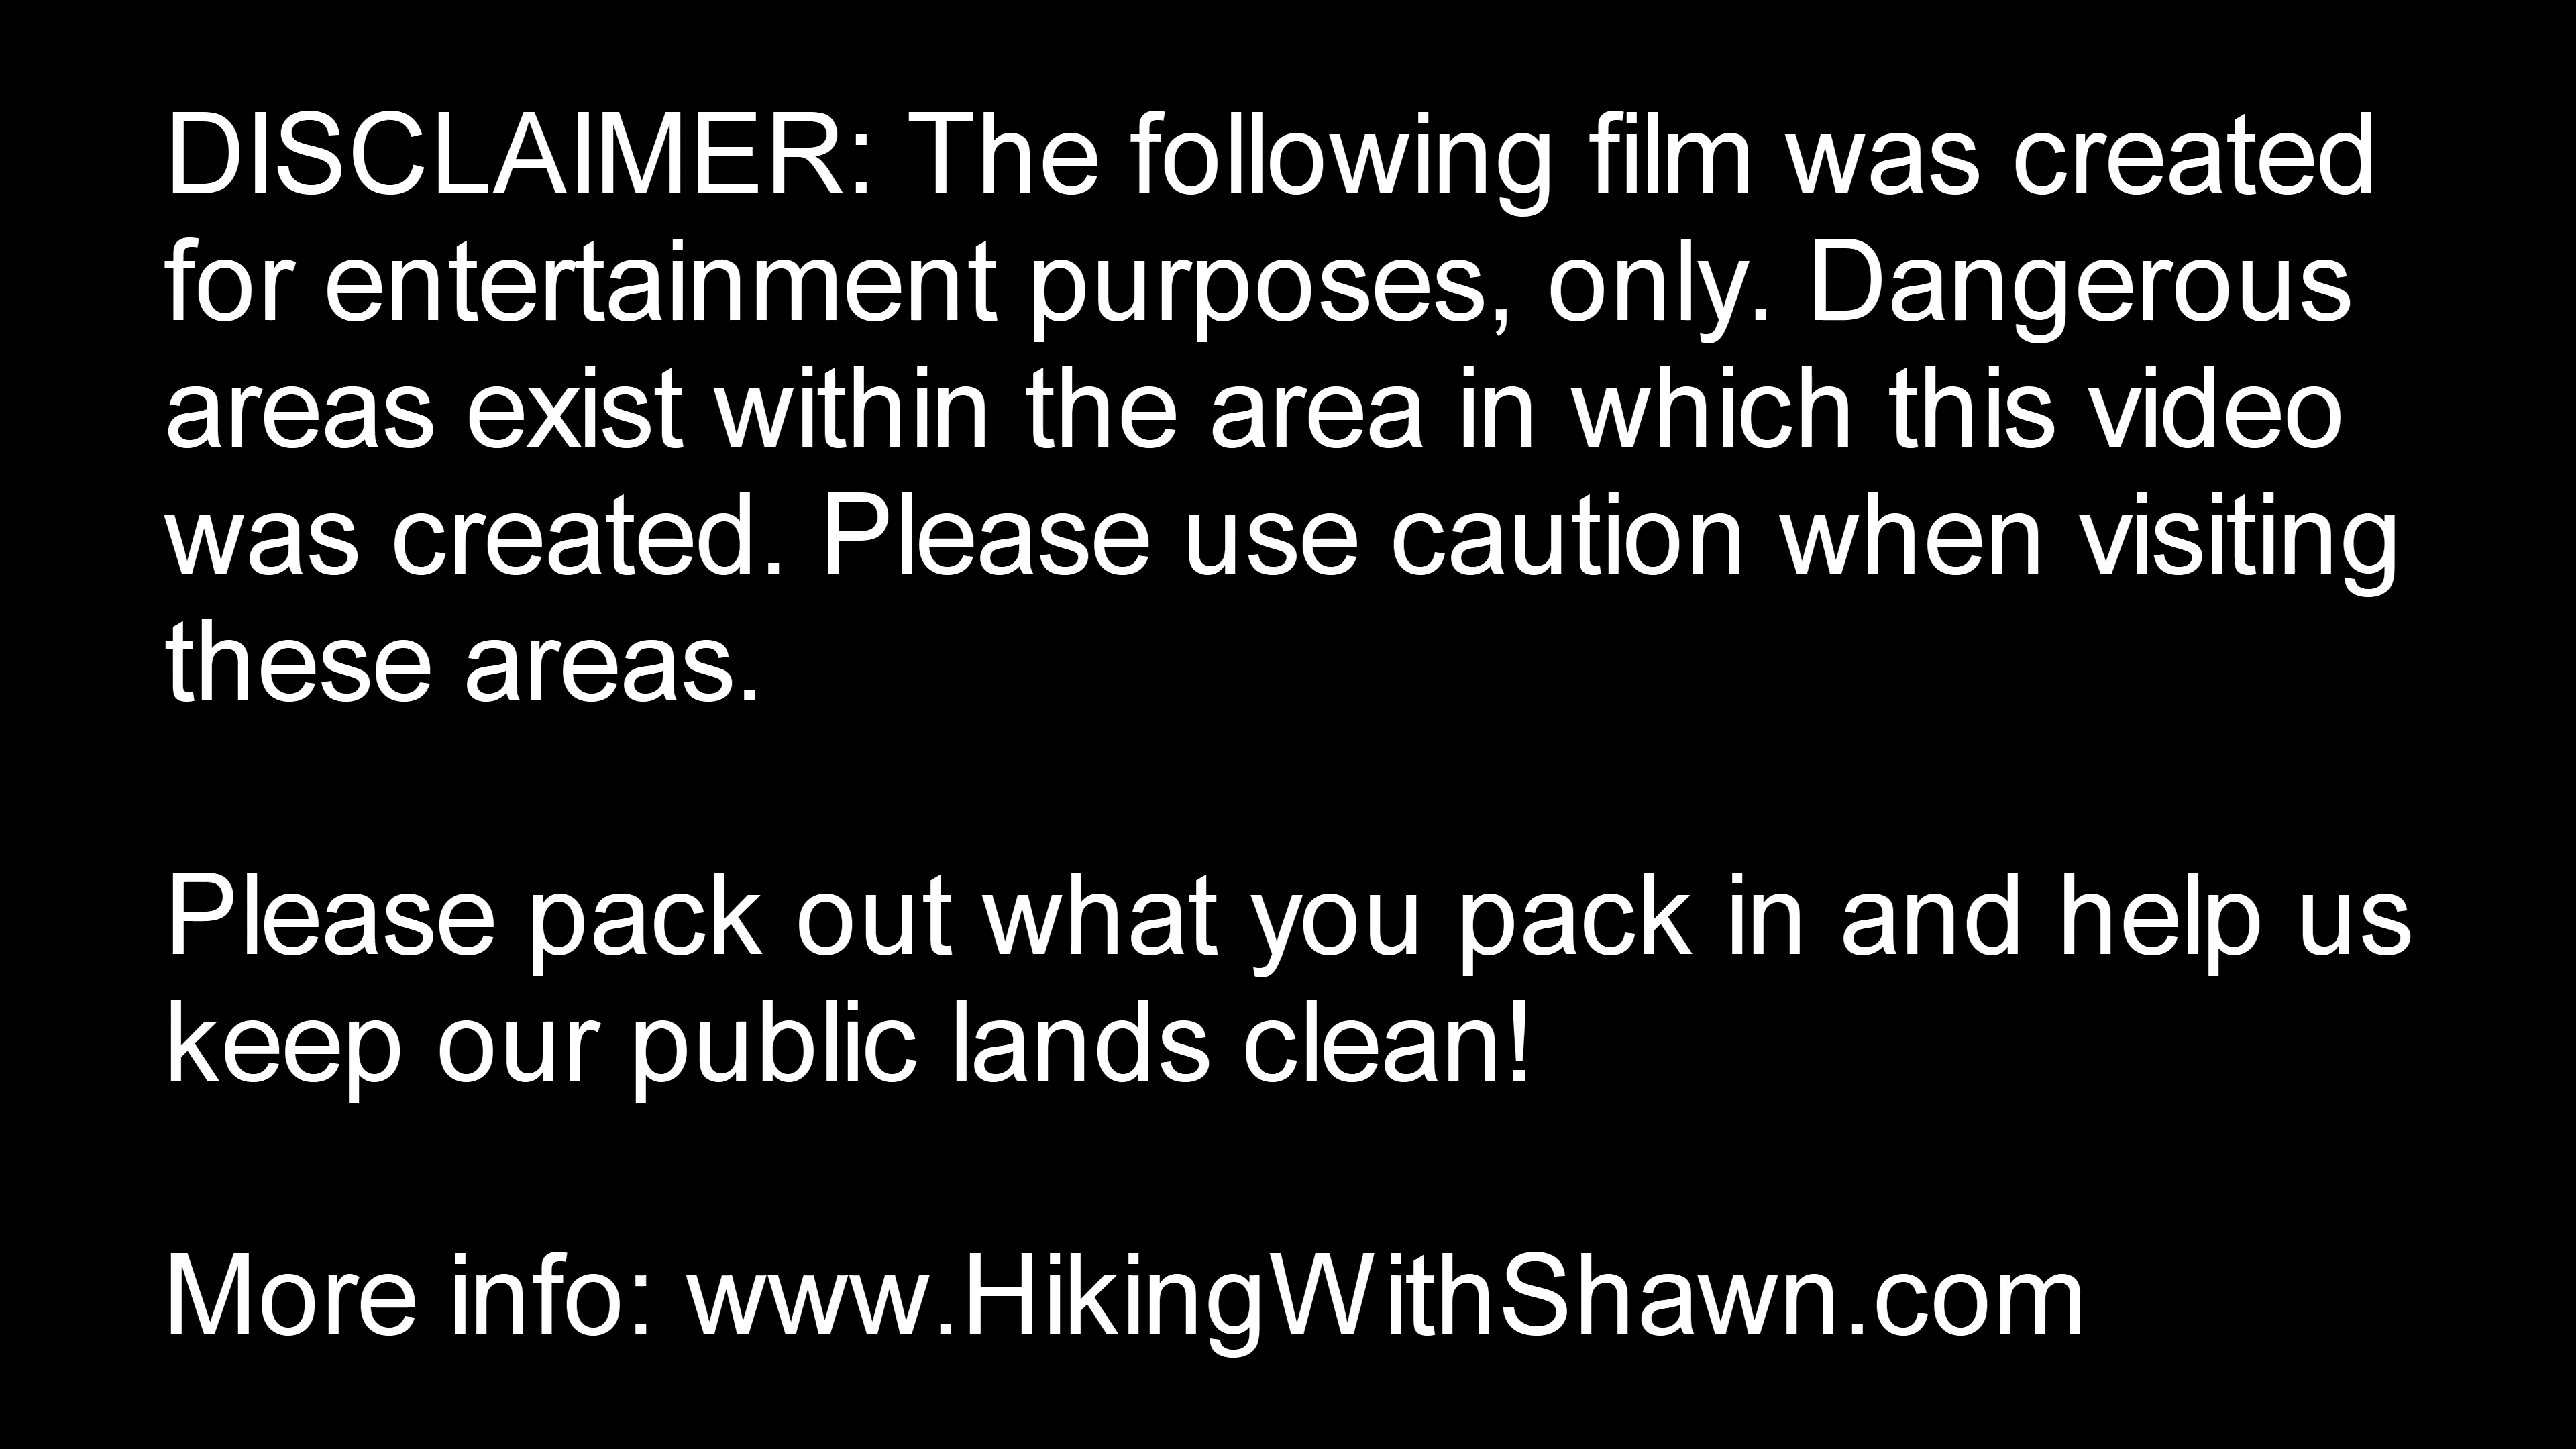 DISCLAIMER: The following film was created
for entertainment purposes, only. Dangerous
areas exist within the area in which this video
was created. Please use caution when visiting
these areas.
Please pack out what you pack in and help us
keep our public lands clean!
More info: www.HikingWithShawn.com